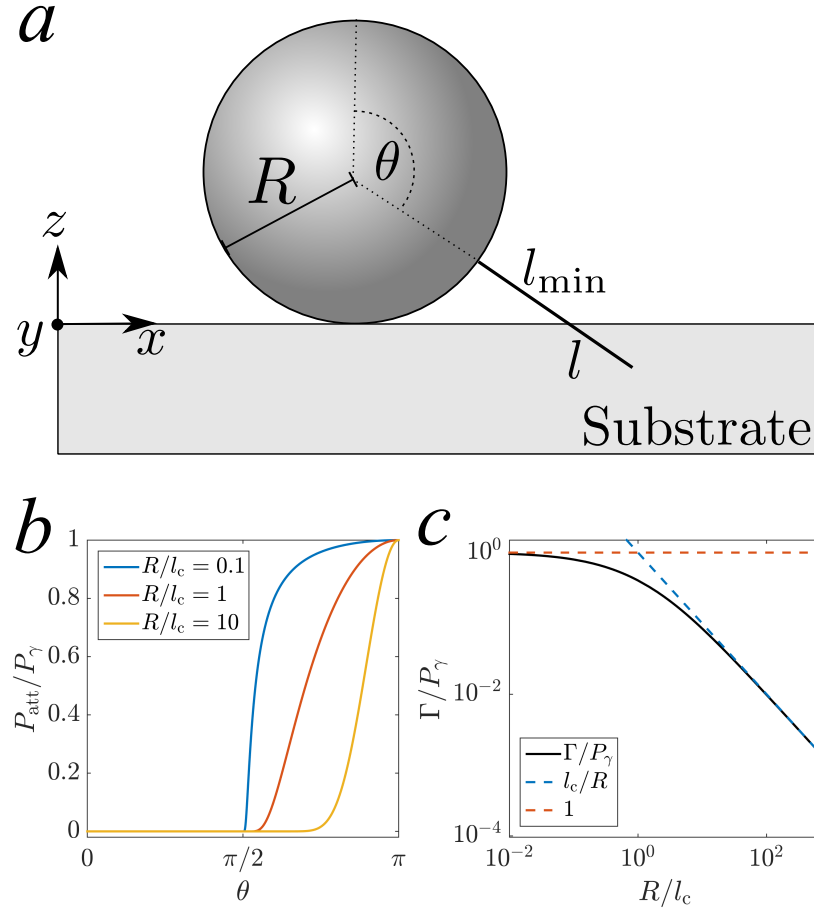 a
R
θ
l_min
z
y
x
l
Substrate
b
1
0.8
0.6
0.4
0.2
0
P_att/P_γ
R/l_c = 0.1
R/l_c = 1
R/l_c = 10
0
π/2
π
θ
c
10^0
10^-2
10^-4
Γ/P_γ
Γ/P_γ
l_c/R
1
10^-2
10^0
10^2
R/l_c